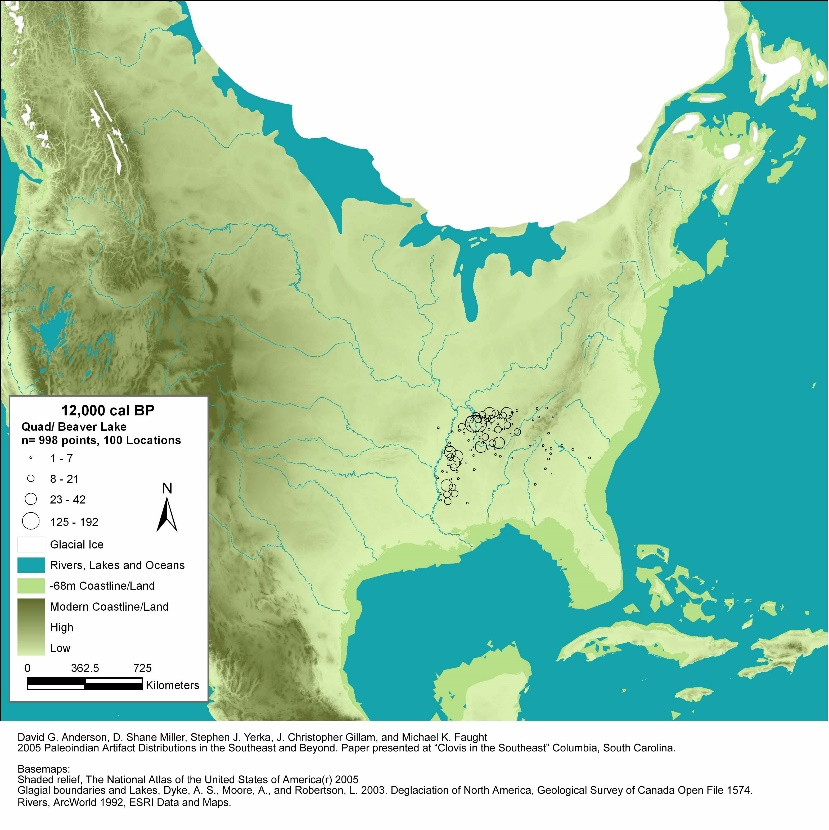 12,000 cal BP
Quad/ Beaver Lake
n= 998 points, 100 Locations
1 - 7
8 - 21
23 - 42
125 - 192
N
Glacial Ice
Rivers, Lakes and Oceans
-68m Coastline/Land
Modern Coastline/Land
High
Low
0 362.5 725
Kilometers
David G. Anderson, D. Shane Miller, Stephen J. Yerka, J. Christopher Gillam, and Michael K. Faught
2005 Paleoindian Artifact Distributions in the Southeast and Beyond. Paper presented at "Clovis in the Southeast" Columbia, South Carolina.
Basemaps:
Shaded relief, The National Atlas of the United States of America(r) 2005
Glagial boundaries and Lakes, Dyke, A. S., Moore, A., and Robertson, L. 2003. Deglaciation of North America, Geological Survey of Canada Open File 1574.
Rivers, ArcWorld 1992, ESRI Data and Maps.